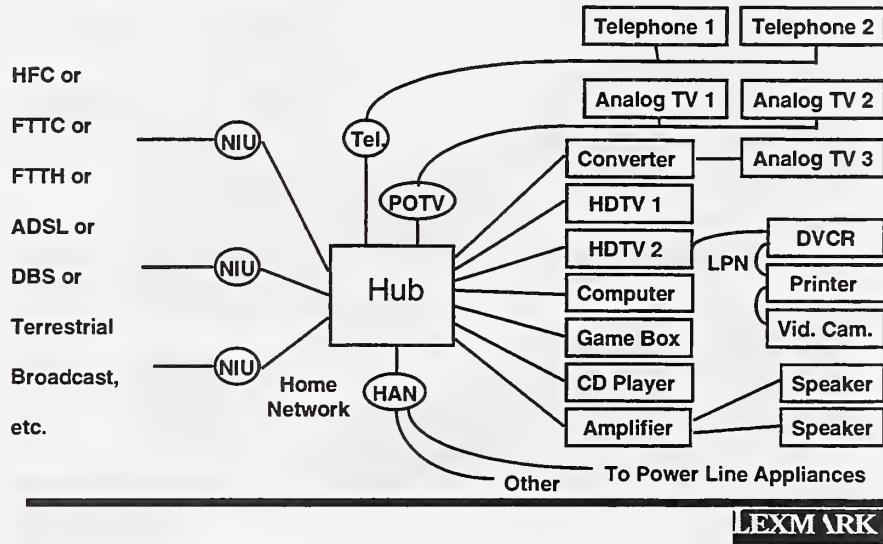 Telephone 1 Telephone 2
HFC or
FTTC or
FTTH or
ADSL or
DBS or
Terrestrial
Broadcast,
etc.
NIU
NIU
NIU
Tel.
POTV
Hub
Home
Network
HAN
Analog TV 1 Analog TV 2
Converter Analog TV 3
HDTV 1
HDTV 2
LPN
DVCR
Printer
Vid. Cam.
Computer
Game Box
CD Player
Amplifier
Speaker
Speaker
Other
To Power Line Appliances
LEXMARK